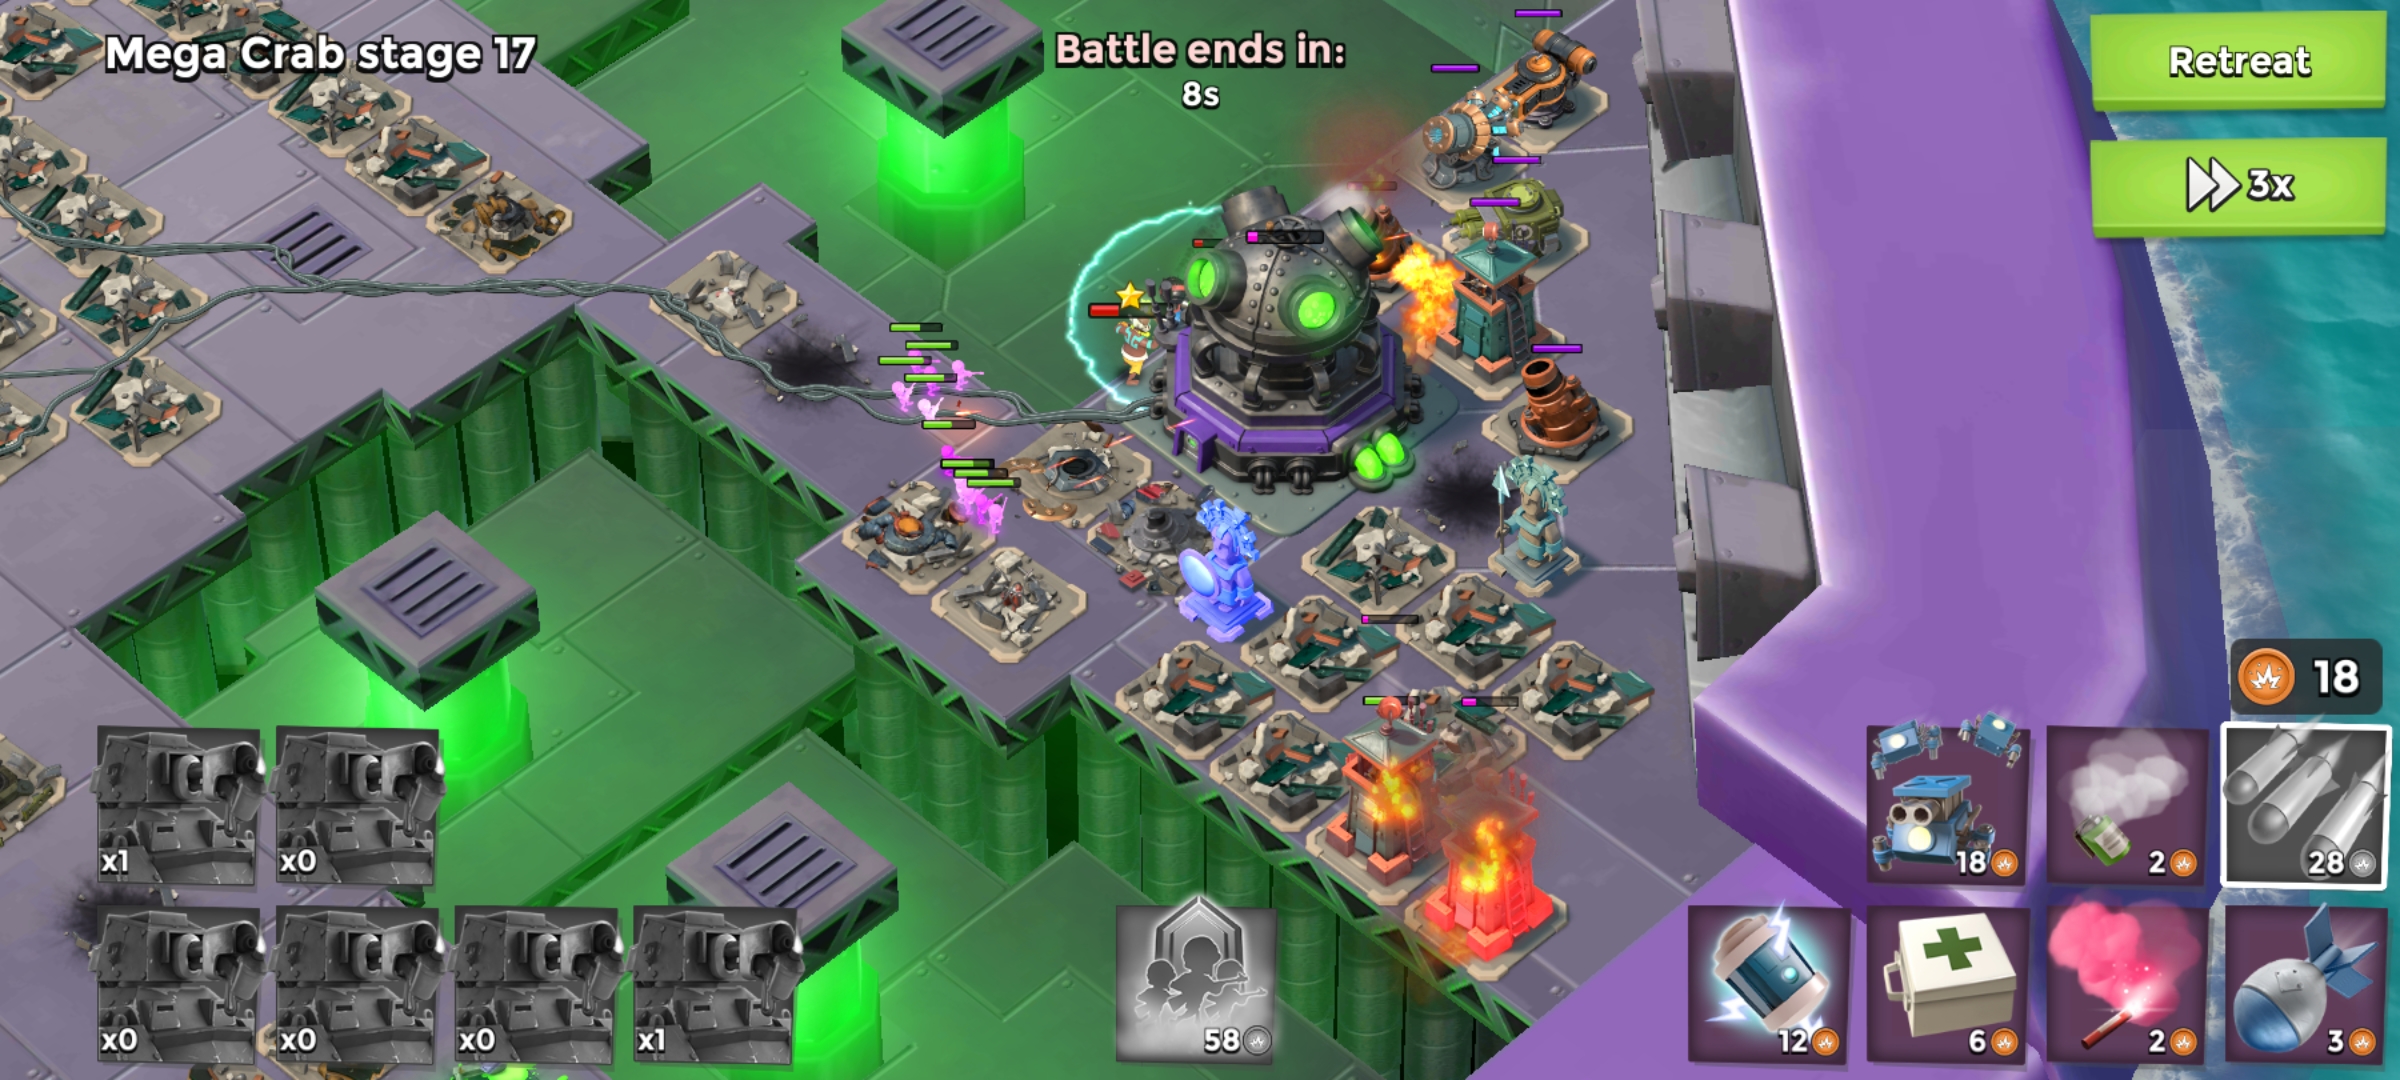 Mega Crab stage 17
Battle ends in:
8s
Retreat
3x
18
x1
x0
18
2
28
x0
x0
x0
x1
58
12
6
2
3